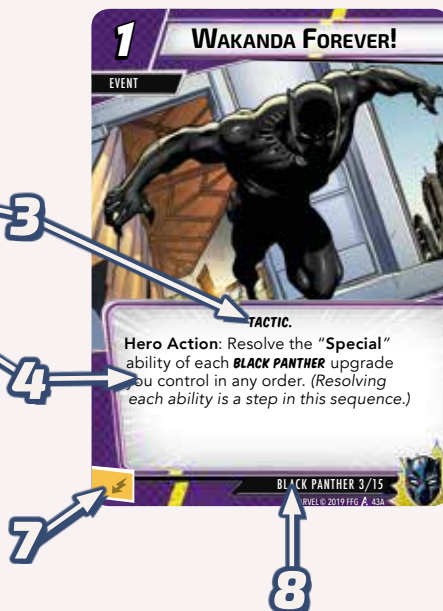 1
WAKANDA FOREVER!
EVENT
3
TACTIC.
Hero Action: Resolve the "Special"
ability of each BLACK PANTHER upgrade
you control in any order. (Resolving
each ability is a step in this sequence.)
4
BLACK PANTHER 3/15
© 2019 FFG 43A
7
8